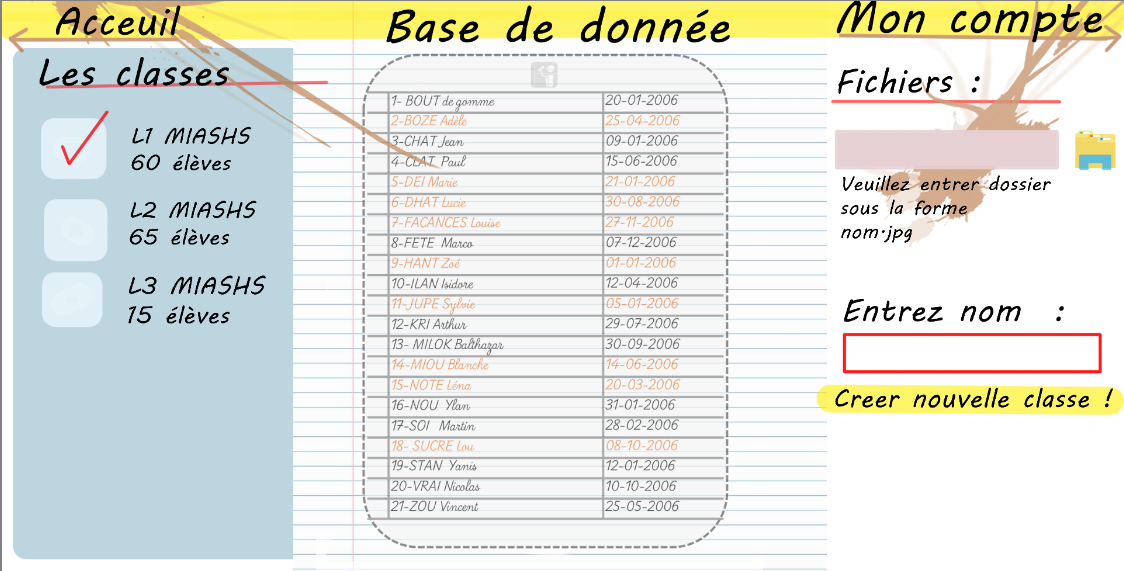 Acceuil
Base de donnée
Mon compte
Les classes
L1 MIASHS
60 élèves
L2 MIASHS
65 élèves
L3 MIASHS
15 élèves
1- BOUT de gomme 20-01-2006
2-BOZE Adèle 25-04-2006
3-CHAT Jean 09-01-2006
4-CLAT Paul 15-06-2006
5-DEI Marie 21-01-2006
6-DHAT Lucie 30-08-2006
7-FACANCES Louise 27-11-2006
8-FETE Marco 07-12-2006
9-HANT Zoé 01-01-2006
10-ILAN Isidore 12-04-2006
11-JUPE Sylvie 05-01-2006
12-KRI Arthur 29-07-2006
13- MILOK Balthazar 30-09-2006
14-MIOU Blanche 14-06-2006
15-NOTE Léna 20-03-2006
16-NOU Ylan 31-01-2006
17-SOI Martin 28-02-2006
18- SUCRE Lou 08-10-2006
19-STAN Yanis 12-01-2006
20-VRAI Nicolas 10-10-2006
21-ZOU Vincent 25-05-2006
Fichiers :
Veuillez entrer dossier
sous la forme
nom.jpg
Entrez nom :
Creer nouvelle classe !